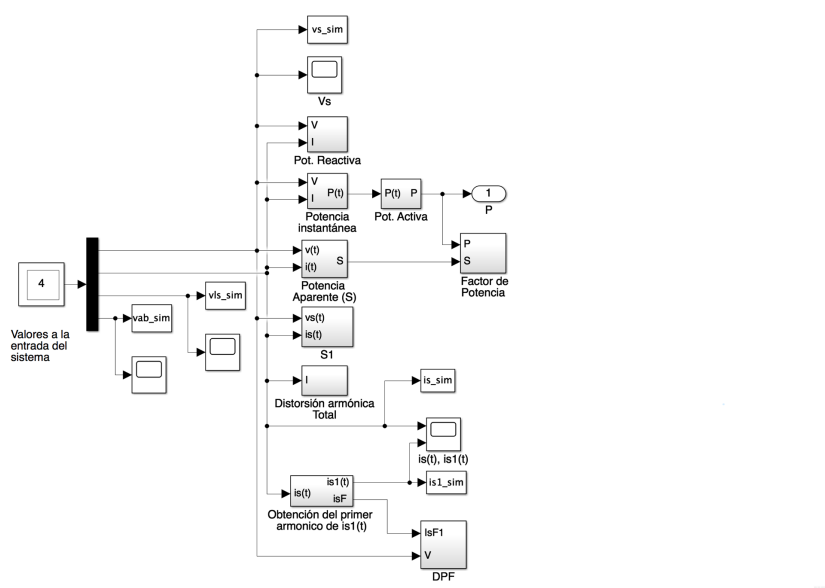 vs_sim
Vs
V
I
Pot. Reactiva
V
I
P(t)
Potencia
instantánea
P(t) P
Pot. Activa
1
P
v(t)
i(t)
S
Potencia
Aparente (S)
P
S
Factor de
Potencia
4
Valores a la
entrada del
sistema
vls_sim
vab_sim
vs(t)
is(t)
S1
I
Distorsión armónica
Total
is_sim
is(t), is1(t)
is(t)
is1(t)
isF
Obtención del primer
armonico de is1(t)
is1_sim
IsF1
V
DPF